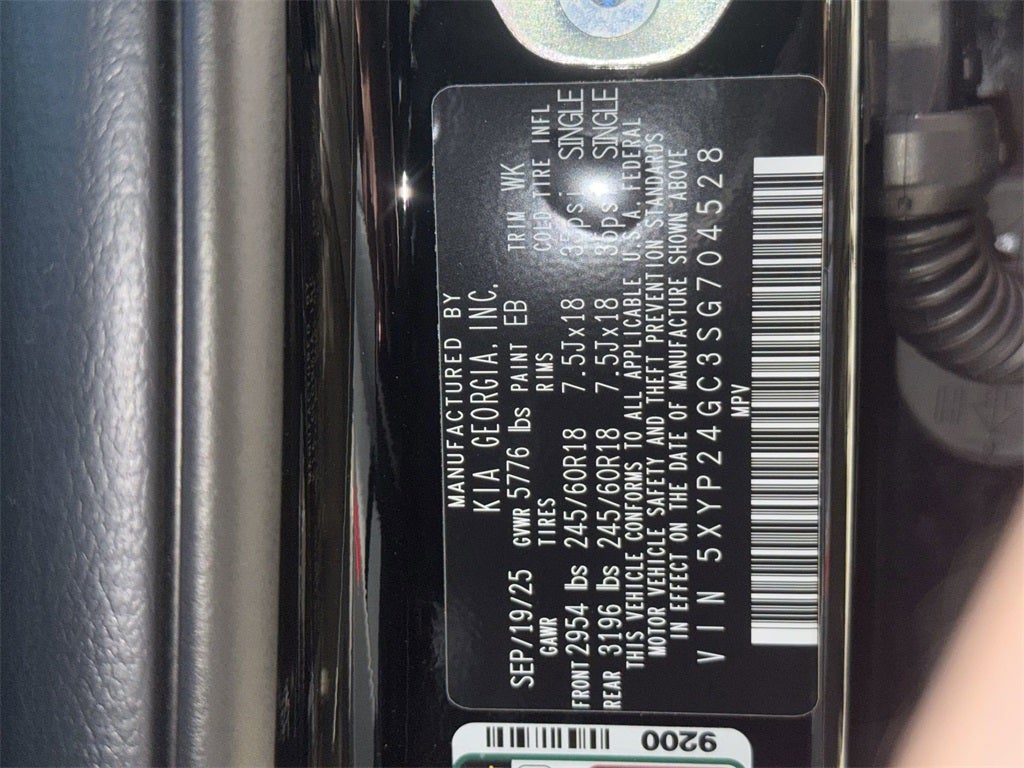 MANUFACTURED BY
KIA GEORGIA, INC.
SEP/19/25 GVWR 5776 lbs PAINT EB TRIM WK
GAWR TIRES RIMS COLD TIRE INFL
FRONT 2954 lbs 245/60R18 7.5Jx18 35psi SINGLE
REAR 3196 lbs 245/60R18 7.5Jx18 psi SINGLE
THIS VEHICLE CONFORMS TO ALL APPLICABLE U.S.A. FEDERAL
MOTOR VEHICLE SAFETY AND THEFT PREVENTION STANDARDS
IN EFFECT ON THE DATE OF MANUFACTURE SHOWN ABOVE
VIN 5XYP24GC3SG704528
MPV
9200